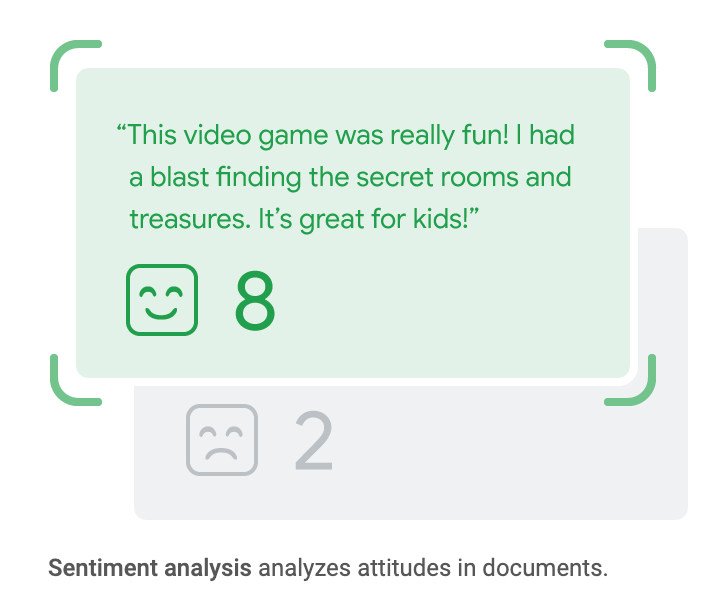 “This video game was really fun! I had
a blast finding the secret rooms and
treasures. It’s great for kids!”
8
2
Sentiment analysis analyzes attitudes in documents.